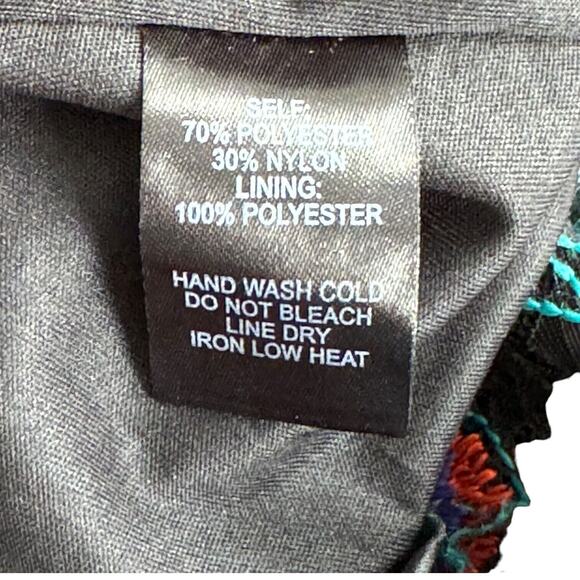 SELF:
70% POLYESTER
30% NYLON
LINING:
100% POLYESTER
HAND WASH COLD
DO NOT BLEACH
LINE DRY
IRON LOW HEAT